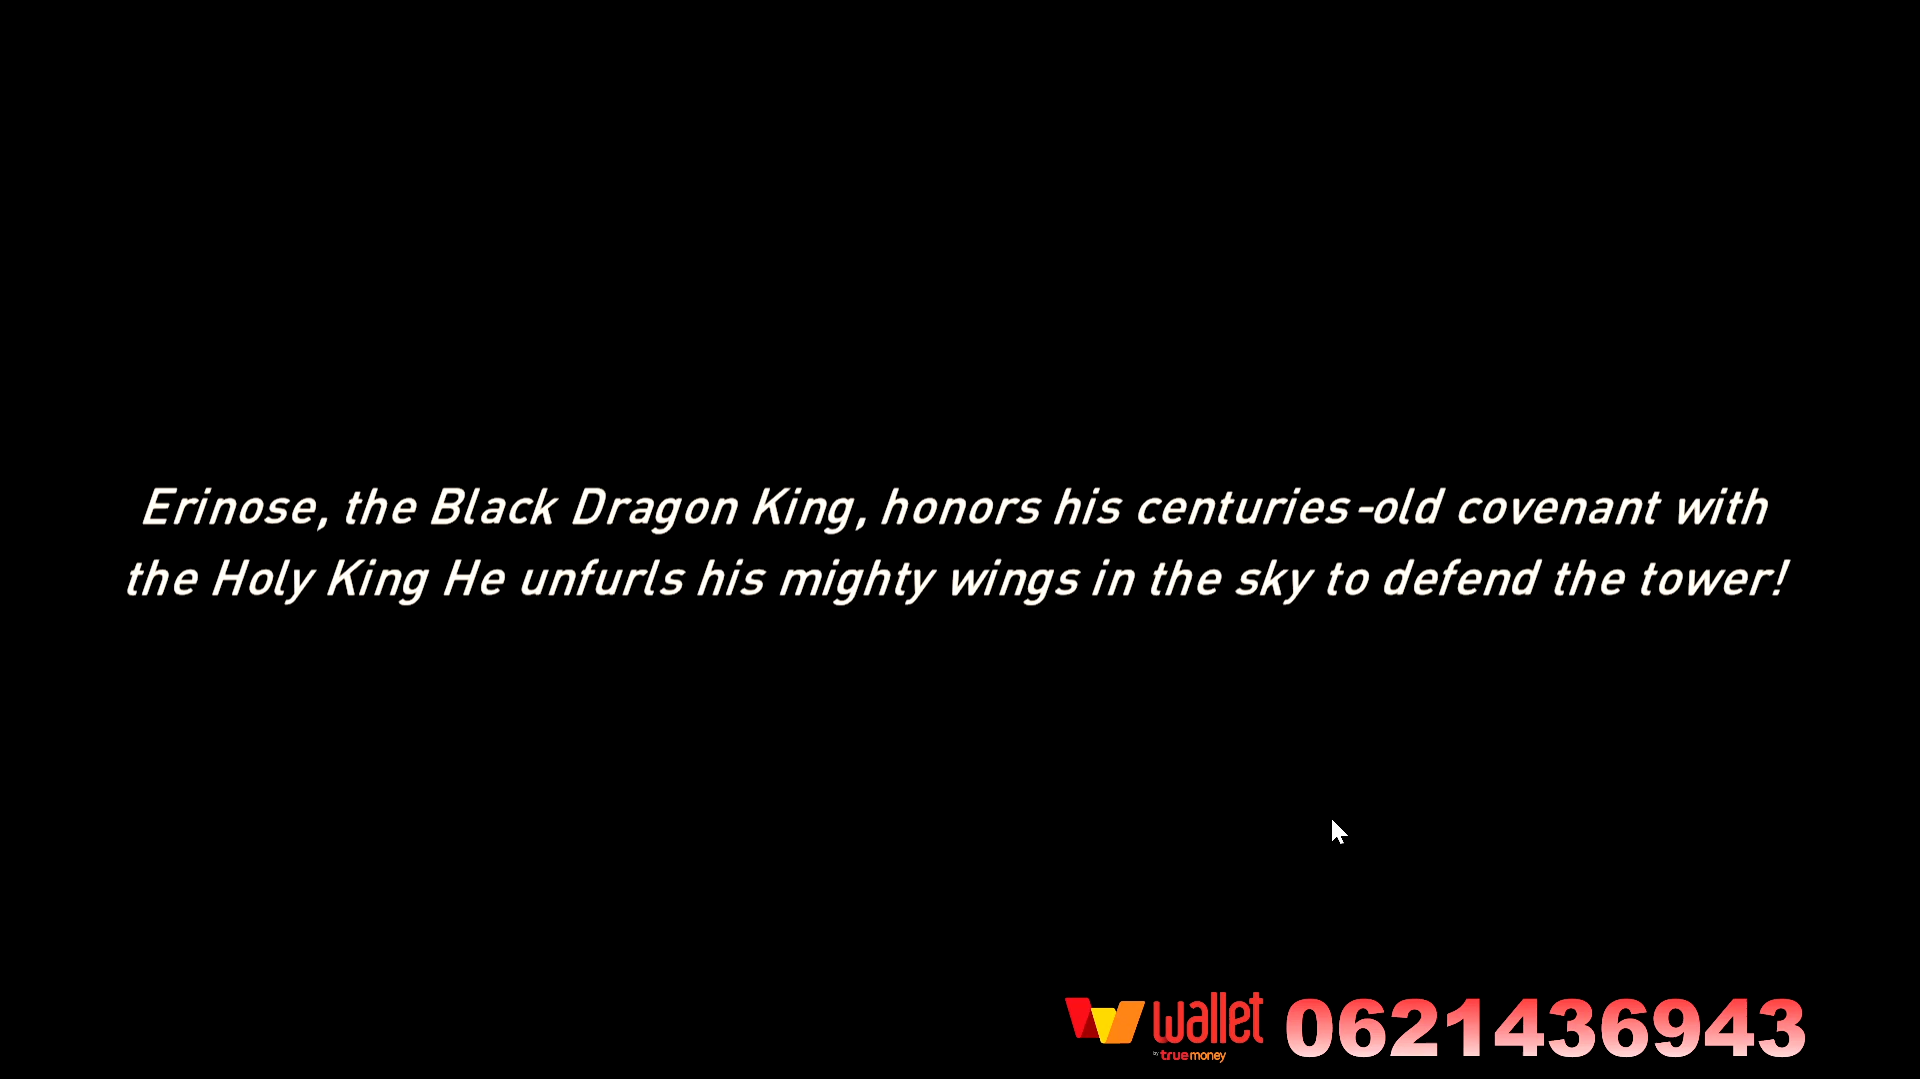 Erinose, the Black Dragon King, honors his centuries-old covenant with
the Holy King He unfurls his mighty wings in the sky to defend the tower!
wallet 0621436943
by truemoney